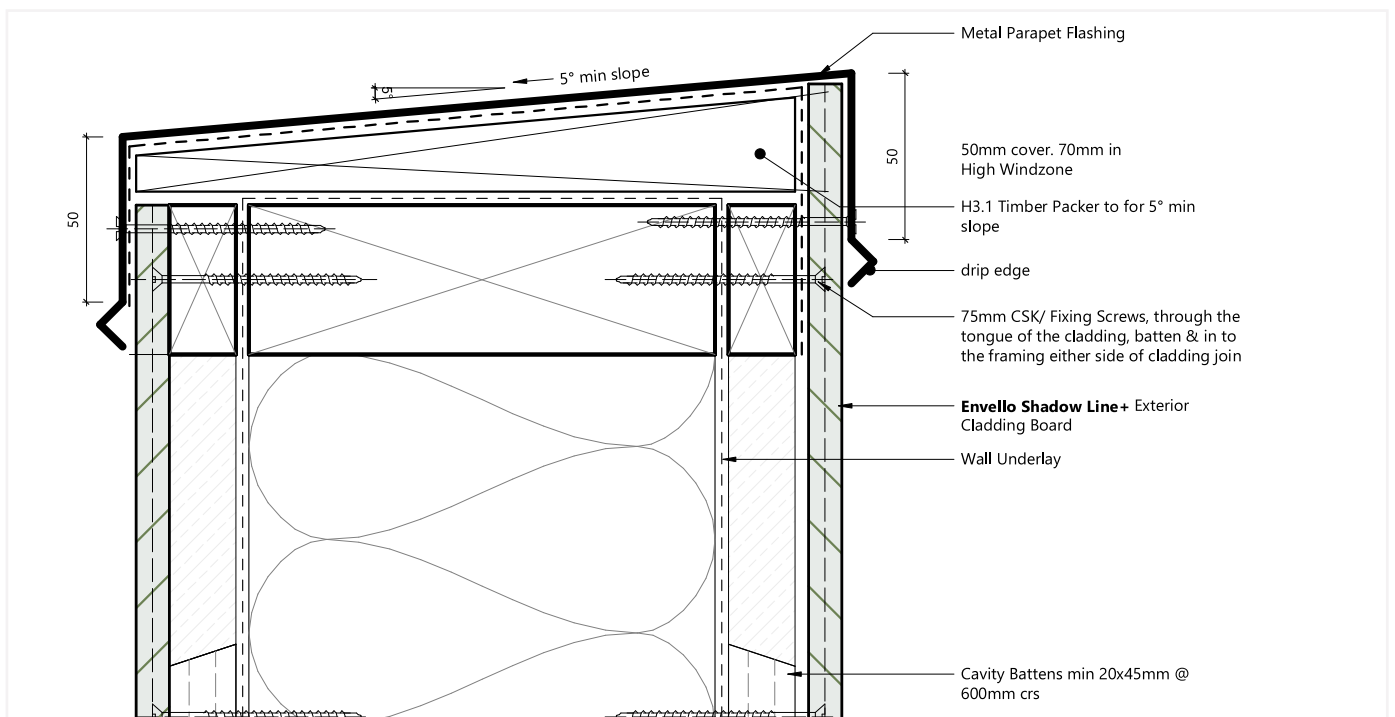 Metal Parapet Flashing
5° min slope
5°
50
50
50mm cover. 70mm in
High Windzone
H3.1 Timber Packer to for 5° min
slope
drip edge
75mm CSK/ Fixing Screws, through the
tongue of the cladding, batten & in to
the framing either side of cladding join
Envello Shadow Line+ Exterior
Cladding Board
Wall Underlay
Cavity Battens min 20x45mm @
600mm crs